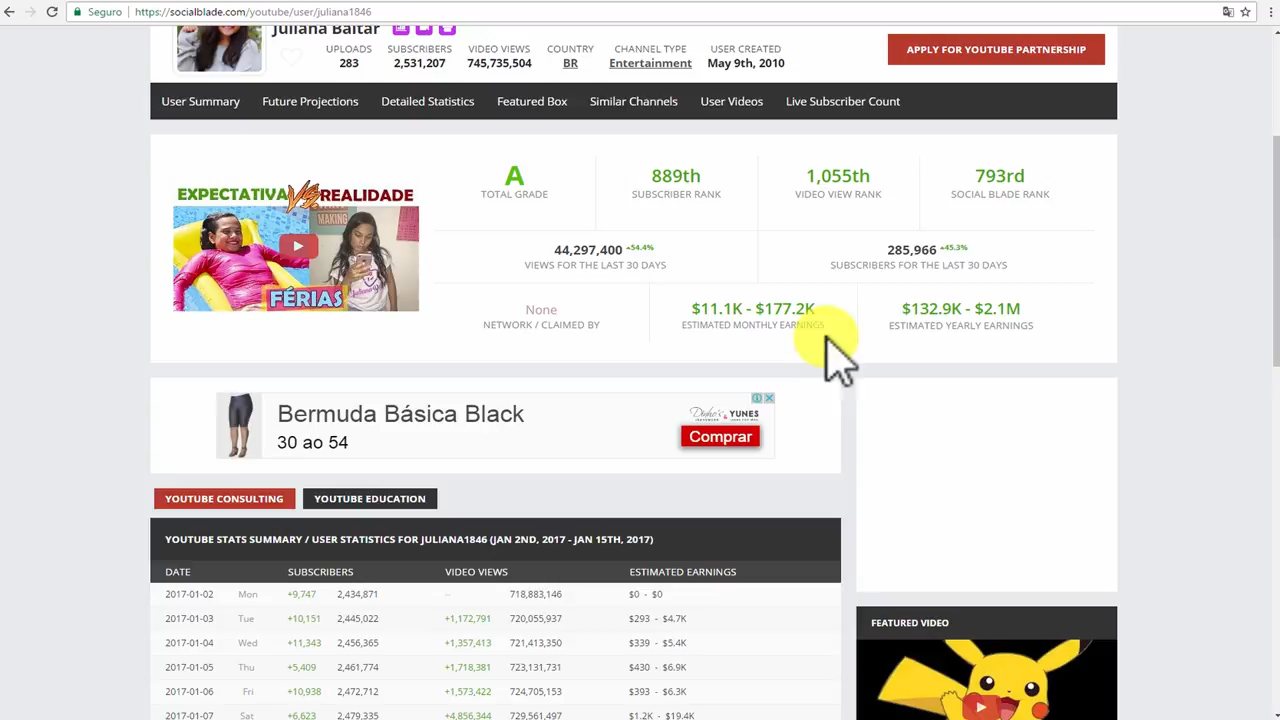 Seguro
https://socialblade.com/youtube/user/juliana1846
Juliana Baltar
UPLOADS
283
SUBSCRIBERS
2,531,207
VIDEO VIEWS
745,735,504
COUNTRY
BR
CHANNEL TYPE
Entertainment
USER CREATED
May 9th, 2010
APPLY FOR YOUTUBE PARTNERSHIP
User Summary
Future Projections
Detailed Statistics
Featured Box
Similar Channels
User Videos
Live Subscriber Count
EXPECTATIVA VS REALIDADE
MAKING
FÉRIAS
A
TOTAL GRADE
889th
SUBSCRIBER RANK
1,055th
VIDEO VIEW RANK
793rd
SOCIAL BLADE RANK
44,297,400 +54.4%
VIEWS FOR THE LAST 30 DAYS
285,966 +45.3%
SUBSCRIBERS FOR THE LAST 30 DAYS
None
NETWORK / CLAIMED BY
$11.1K - $177.2K
ESTIMATED MONTHLY EARNINGS
$132.9K - $2.1M
ESTIMATED YEARLY EARNINGS
Bermuda Básica Black
30 ao 54
Dinho's & YUNES
Comprar
YOUTUBE CONSULTING
YOUTUBE EDUCATION
YOUTUBE STATS SUMMARY / USER STATISTICS FOR JULIANA1846 (JAN 2ND, 2017 - JAN 15TH, 2017)
DATE SUBSCRIBERS VIDEO VIEWS ESTIMATED EARNINGS
2017-01-02 Mon +9,747 2,434,871 -- 718,883,146 $0 - $0
2017-01-03 Tue +10,151 2,445,022 +1,172,791 720,055,937 $293 - $4.7K
2017-01-04 Wed +11,343 2,456,365 +1,357,413 721,413,350 $339 - $5.4K
2017-01-05 Thu +5,409 2,461,774 +1,718,381 723,131,731 $430 - $6.9K
2017-01-06 Fri +10,938 2,472,712 +1,573,422 724,705,153 $393 - $6.3K
2017-01-07 Sat +6,623 2,479,335 +4,856,344 729,561,497 $1.2K - $19.4K
FEATURED VIDEO